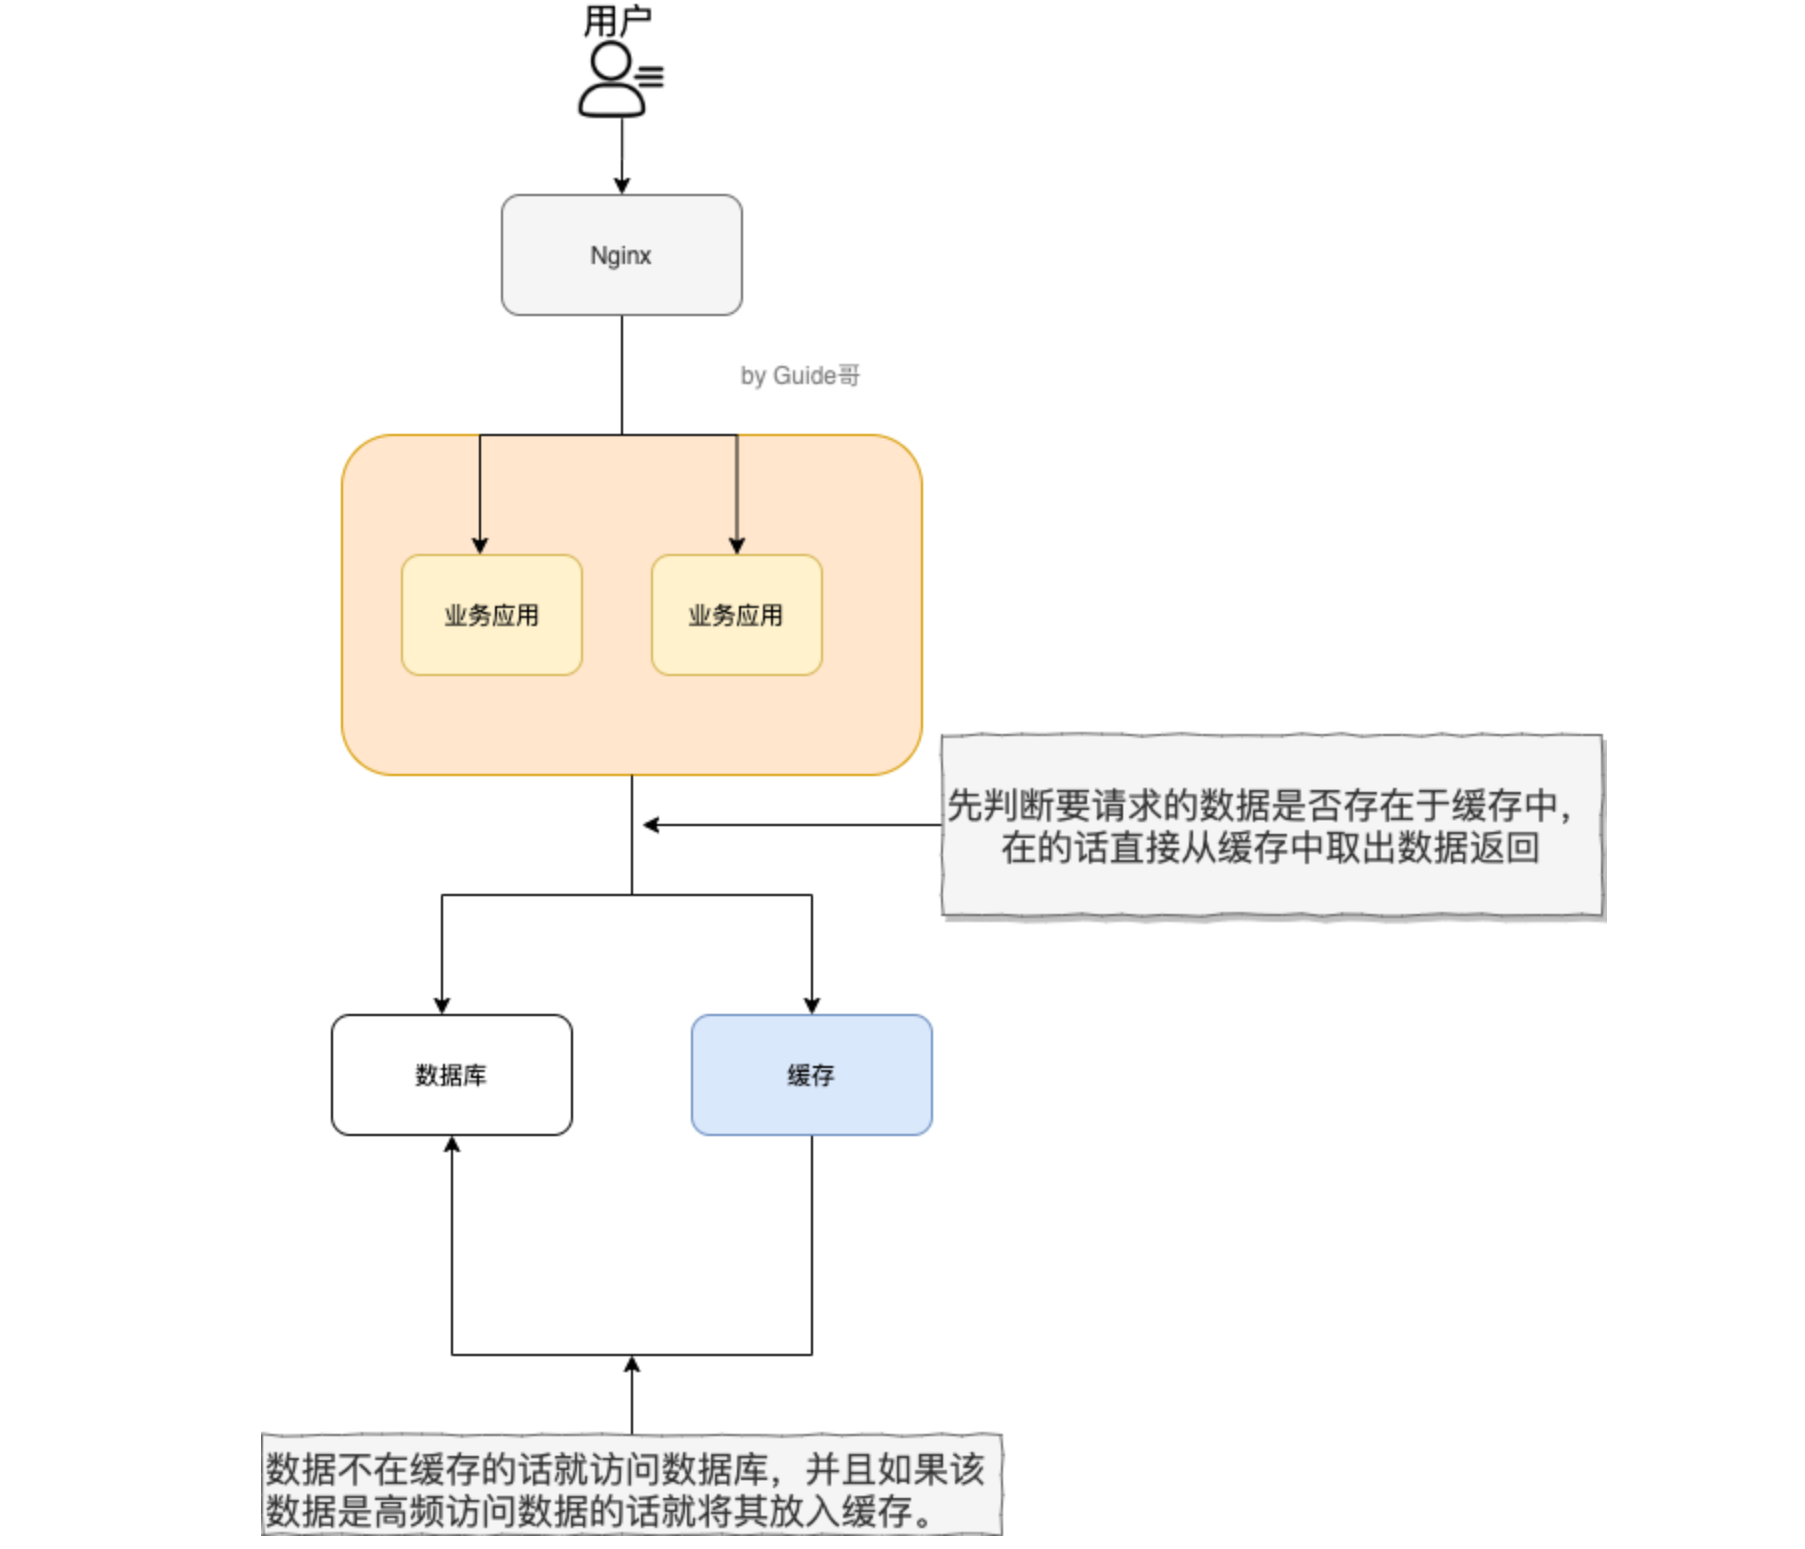 用户
Nginx
by Guide哥
业务应用
业务应用
先判断要请求的数据是否存在于缓存中，
在的话直接从缓存中取出数据返回
数据库
缓存
数据不在缓存的话就访问数据库，并且如果该
数据是高频访问数据的话就将其放入缓存。